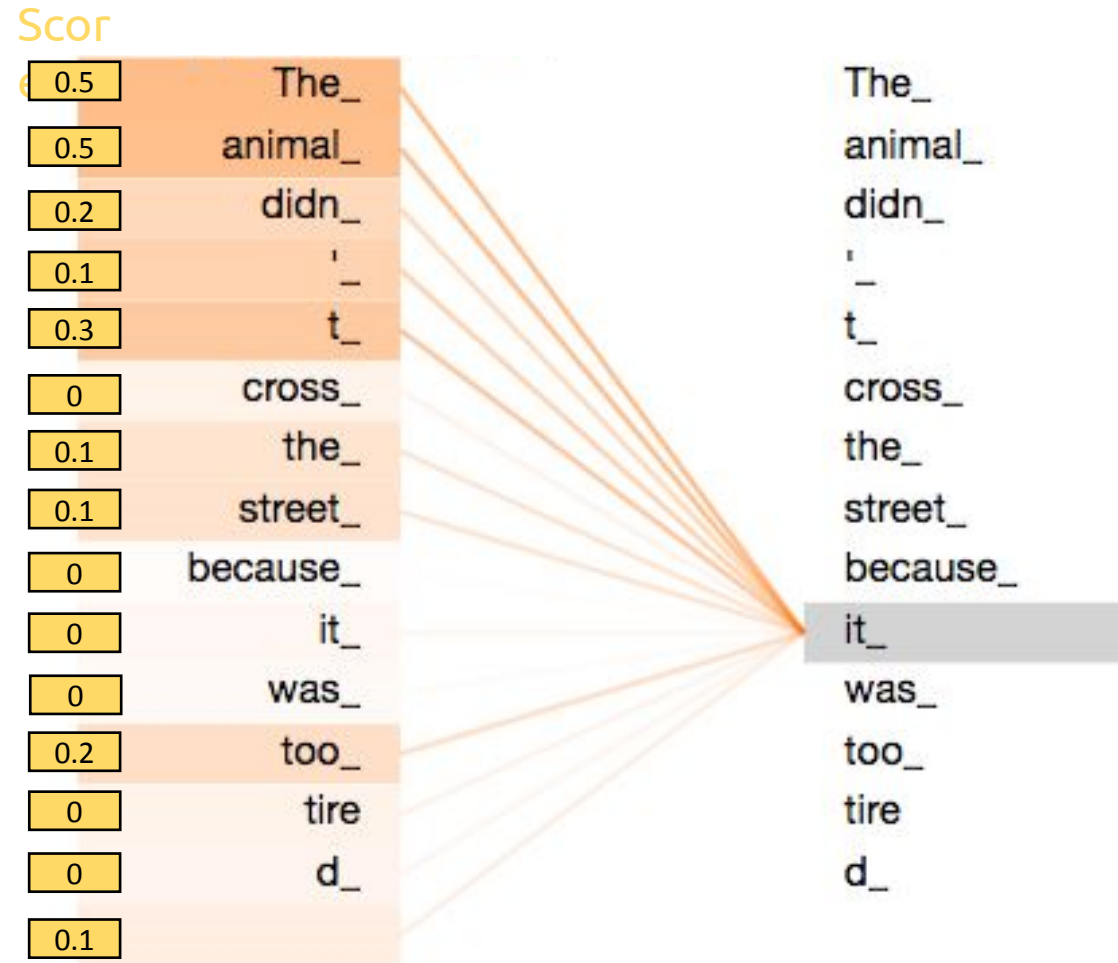 Scor
e
0.5 The_ The_
0.5 animal_ animal_
0.2 didn_ didn_
0.1 '_ '_
0.3 t_ t_
0 cross_ cross_
0.1 the_ the_
0.1 street_ street_
0 because_ because_
0 it_ it_
0 was_ was_
0.2 too_ too_
0 tire tire
0 d_ d_
0.1